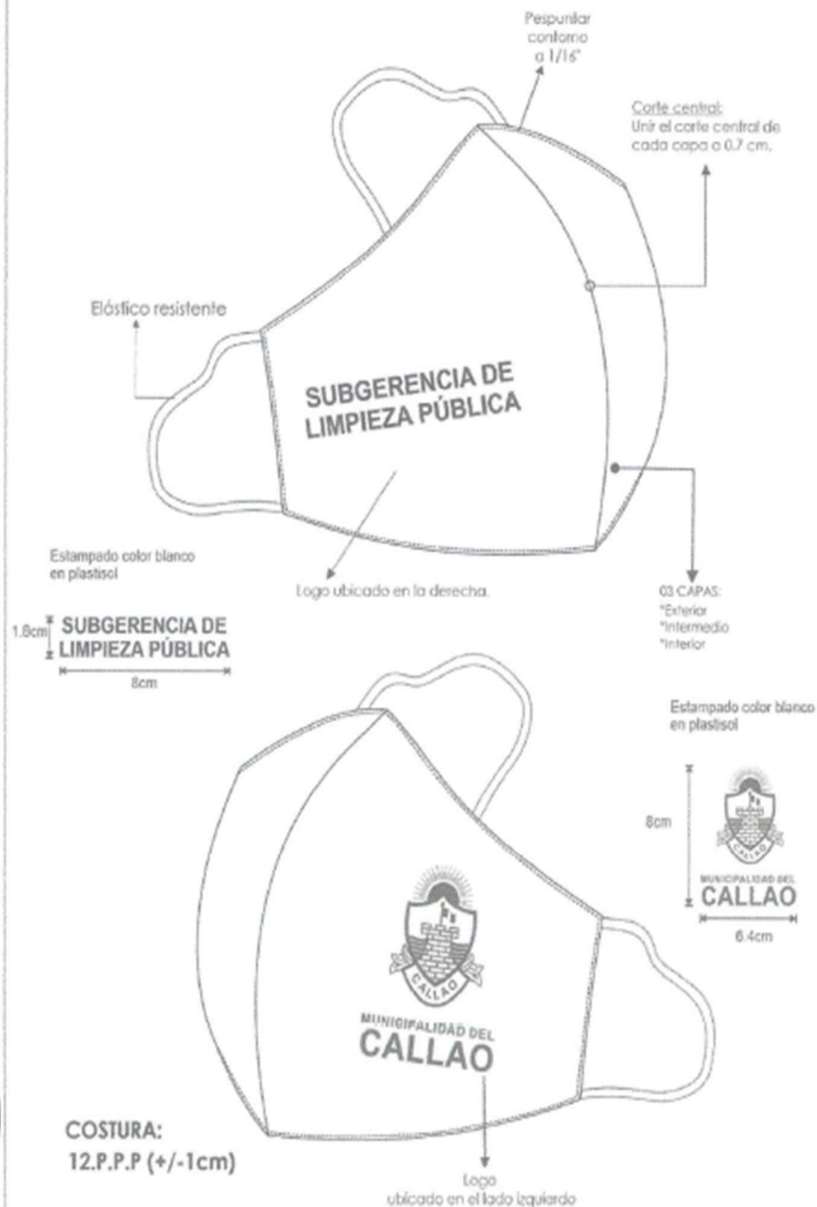 Pespuntar
contorno
a 1/16"
Corte central:
Unir el corte central de
cada capa a 0.7 cm.
Elástico resistente
SUBGERENCIA DE
LIMPIEZA PÚBLICA
Estampado color blanco
en plastisol
Logo ubicado en la derecha.
03 CAPAS:
*Exterior
*Intermedio
*Interior
1.8cm
SUBGERENCIA DE
LIMPIEZA PÚBLICA
8cm
Estampado color blanco
en plastisol
8cm
CALLAO
MUNICIPALIDAD DEL
CALLAO
6.4cm
CALLAO
MUNICIPALIDAD DEL
CALLAO
COSTURA:
12.P.P.P (+/-1cm)
Logo
ubicado en el lado izquierdo